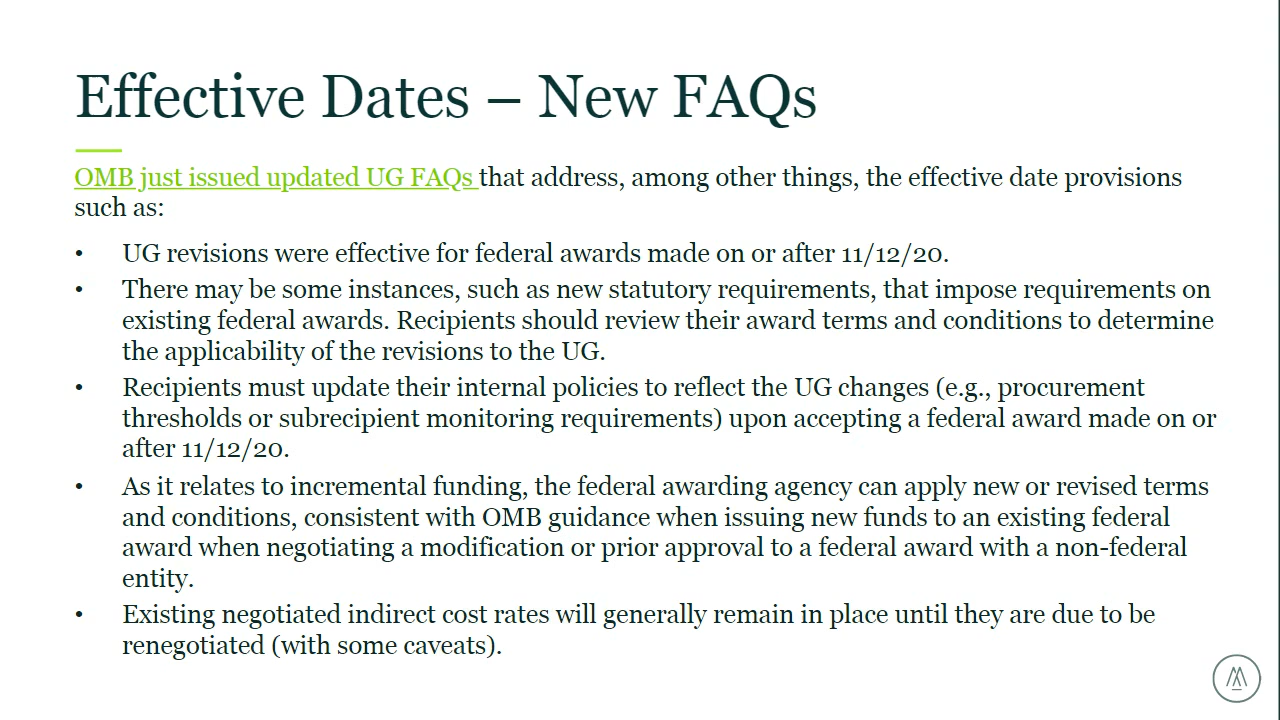 Effective Dates – New FAQs
OMB just issued updated UG FAQs that address, among other things, the effective date provisions
such as:
• UG revisions were effective for federal awards made on or after 11/12/20.
• There may be some instances, such as new statutory requirements, that impose requirements on
existing federal awards. Recipients should review their award terms and conditions to determine
the applicability of the revisions to the UG.
• Recipients must update their internal policies to reflect the UG changes (e.g., procurement
thresholds or subrecipient monitoring requirements) upon accepting a federal award made on or
after 11/12/20.
• As it relates to incremental funding, the federal awarding agency can apply new or revised terms
and conditions, consistent with OMB guidance when issuing new funds to an existing federal
award when negotiating a modification or prior approval to a federal award with a non-federal
entity.
• Existing negotiated indirect cost rates will generally remain in place until they are due to be
renegotiated (with some caveats).